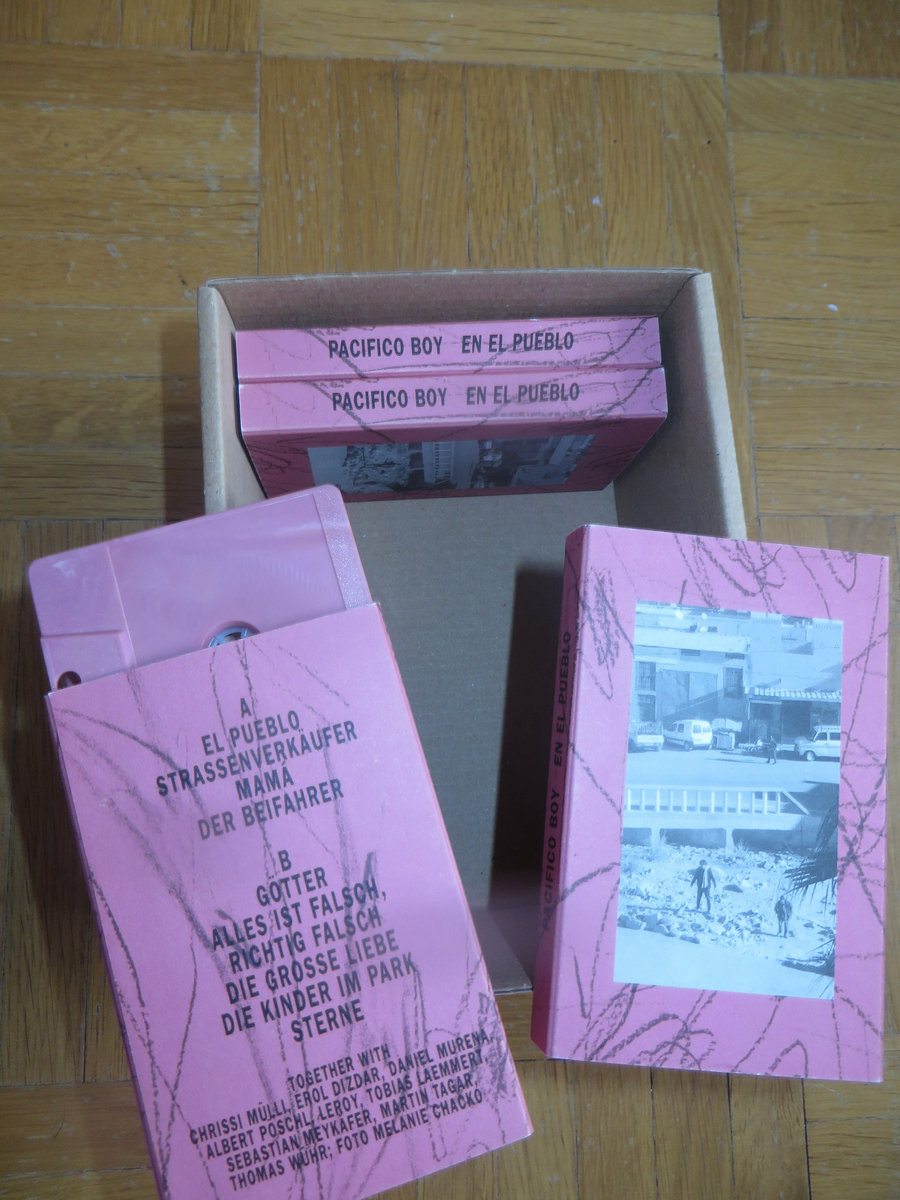 PACIFICO BOY EN EL PUEBLO
PACIFICO BOY EN EL PUEBLO
A
EL PUEBLO
STRASSENVERKÄUFER
MAMÁ
DER BEIFAHRER
B
GÖTTER
ALLES IST FALSCH,
RICHTIG FALSCH
DIE GROSSE LIEBE
DIE KINDER IM PARK
STERNE
TOGETHER WITH
CHRISSI MÜLLI, EROL DIZDAR, DANIEL MURENA,
ALBERT PÖSCHL, LEROY, TOBIAS LAEMMERT,
SEBASTIAN MEYKAFER, MARTIN TAGAR,
THOMAS WÜHR; FOTO MELANIE CHACKO
PACIFICO BOY EN EL PUEBLO